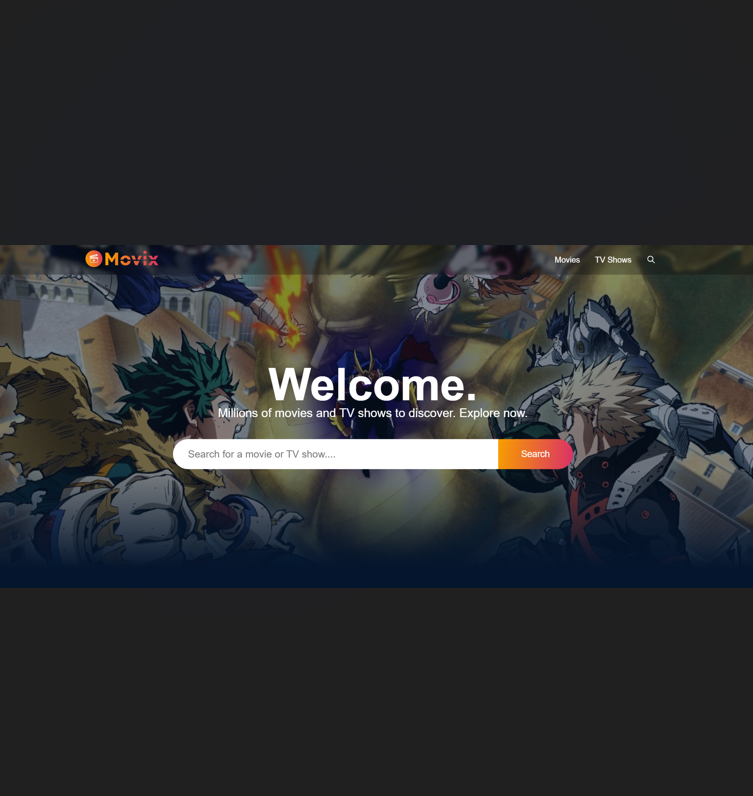 Movix
Movies
TV Shows
Welcome.
Millions of movies and TV shows to discover. Explore now.
Search for a movie or TV show....
Search